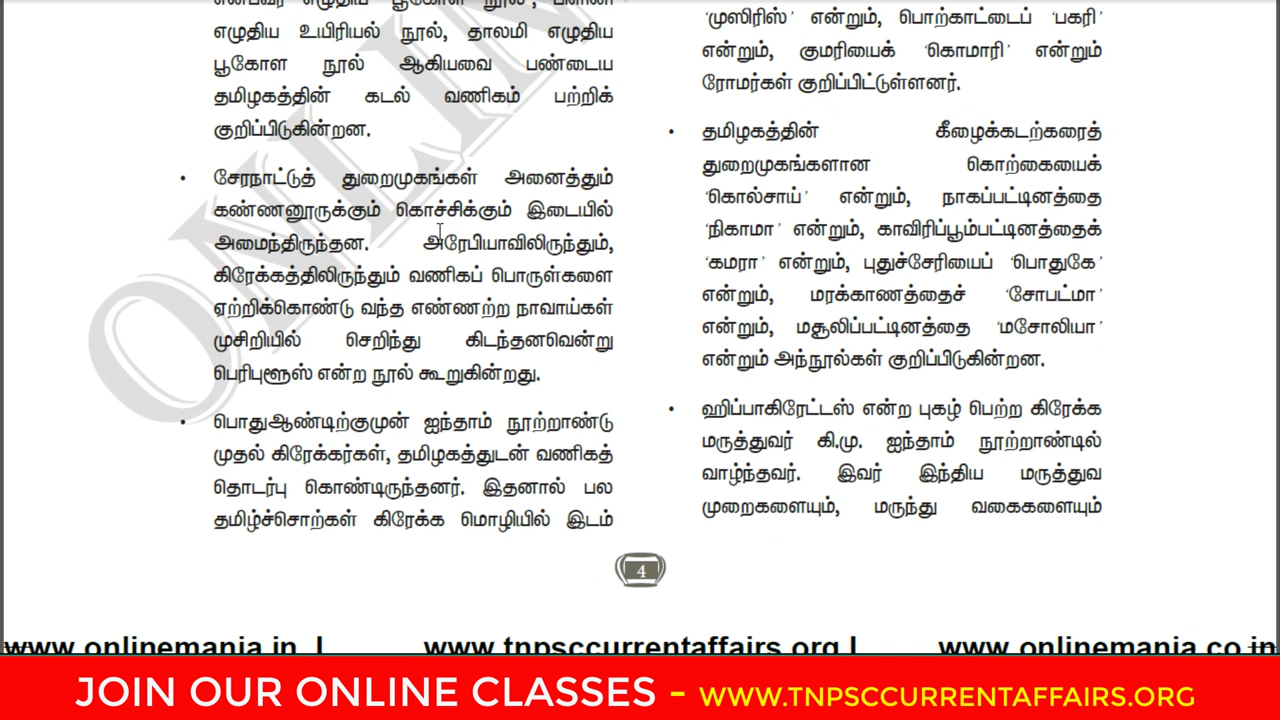 என்பவர் எழுதிய பூகோள நூல்,
எழுதிய உயிரியல் நூல், தாலமி எழுதிய
பூகோள நூல் ஆகியவை பண்டைய
தமிழகத்தின் கடல் வணிகம் பற்றிக்
குறிப்பிடுகின்றன.
• சேரநாட்டுத் துறைமுகங்கள் அனைத்தும்
கண்ணனூருக்கும் கொச்சிக்கும் இடையில்
அமைந்திருந்தன. அரேபியாவிலிருந்தும்,
கிரேக்கத்திலிருந்தும் வணிகப் பொருள்களை
ஏற்றிக்கொண்டு வந்த எண்ணற்ற நாவாய்கள்
முசிறியில் செறிந்து கிடந்தனவென்று
பெரிபுளூஸ் என்ற நூல் கூறுகின்றது.
• பொதுஆண்டிற்குமுன் ஐந்தாம் நூற்றாண்டு
முதல் கிரேக்கர்கள், தமிழகத்துடன் வணிகத்
தொடர்பு கொண்டிருந்தனர். இதனால் பல
தமிழ்ச்சொற்கள் கிரேக்க மொழியில் இடம்
'முஸிரிஸ்' என்றும், பொற்காட்டைப் 'பகரி'
என்றும், குமரியைக் 'கொமாரி' என்றும்
ரோமர்கள் குறிப்பிட்டுள்ளனர்.
• தமிழகத்தின் கீழைக்கடற்கரைத்
துறைமுகங்களான கொற்கையைக்
'கொல்சாய்' என்றும், நாகப்பட்டினத்தை
'நிகாமா' என்றும், காவிரிப்பூம்பட்டினத்தைக்
'கமரா' என்றும், புதுச்சேரியைப் 'பொதுகே'
என்றும், மரக்காணத்தைச் 'சோபட்மா'
என்றும், மசூலிப்பட்டினத்தை 'மசோலியா'
என்றும் அந்நூல்கள் குறிப்பிடுகின்றன.
• ஹிப்பாகிரேட்டஸ் என்ற புகழ் பெற்ற கிரேக்க
மருத்துவர் கி.மு. ஐந்தாம் நூற்றாண்டில்
வாழ்ந்தவர். இவர் இந்திய மருத்துவ
முறைகளையும், மருந்து வகைகளையும்
4
ONLIN
www.onlinemania.in | www.tnpsccurrentaffairs.org | www.onlinemania.co.in
JOIN OUR ONLINE CLASSES - WWW.TNPSCCURRENTAFFAIRS.ORG